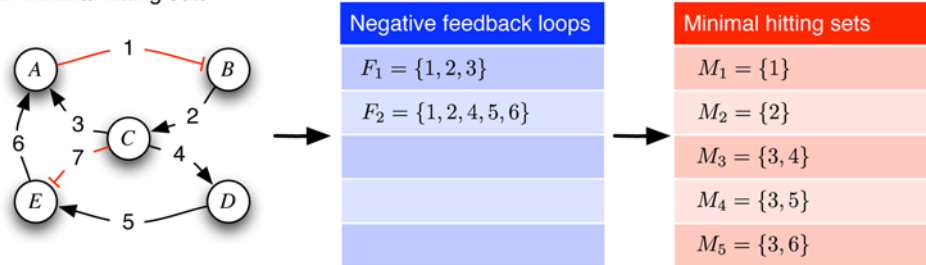 Negative feedback loops
Minimal hitting sets
1
A
B
F₁ = {1, 2, 3}
M₁ = {1}
2
F₂ = {1, 2, 4, 5, 6}
M₂ = {2}
3
C
6
7
4
M₃ = {3, 4}
E
D
M₄ = {3, 5}
5
M₅ = {3, 6}